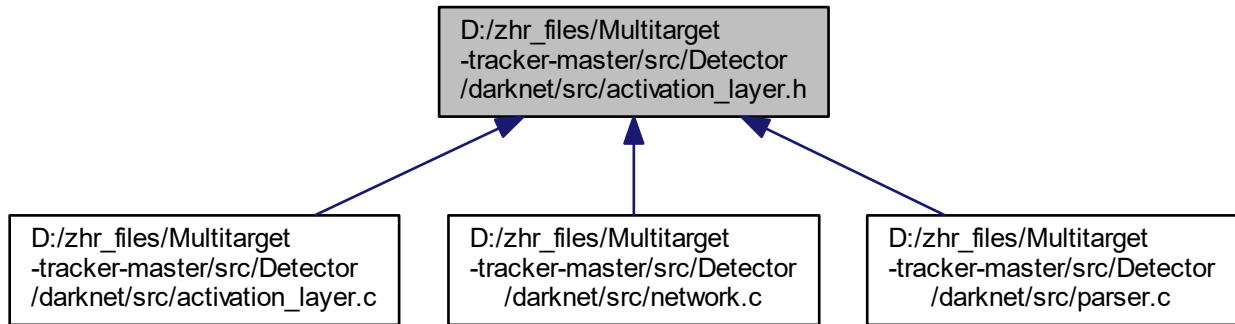 D:/zhr_files/Multitarget
-tracker-master/src/Detector
/darknet/src/activation_layer.h
D:/zhr_files/Multitarget
-tracker-master/src/Detector
/darknet/src/activation_layer.c
D:/zhr_files/Multitarget
-tracker-master/src/Detector
/darknet/src/network.c
D:/zhr_files/Multitarget
-tracker-master/src/Detector
/darknet/src/parser.c